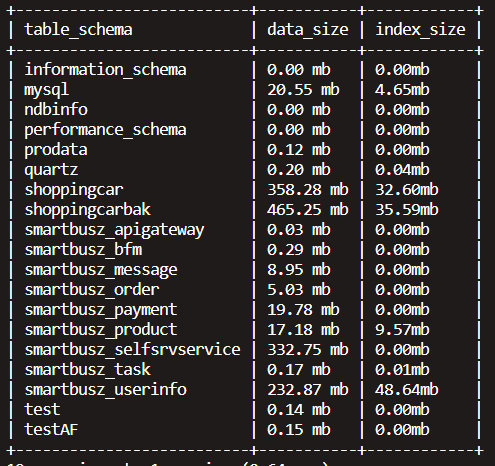 +--------------------------+-----------+------------+
| table_schema             | data_size | index_size |
+--------------------------+-----------+------------+
| information_schema       | 0.00 mb   | 0.00mb     |
| mysql                    | 20.55 mb  | 4.65mb     |
| ndbinfo                  | 0.00 mb   | 0.00mb     |
| performance_schema       | 0.00 mb   | 0.00mb     |
| prodata                  | 0.12 mb   | 0.00mb     |
| quartz                   | 0.20 mb   | 0.04mb     |
| shoppingcar              | 358.28 mb | 32.60mb    |
| shoppingcarbak           | 465.25 mb | 35.59mb    |
| smartbusz_apigateway     | 0.03 mb   | 0.00mb     |
| smartbusz_bfm            | 0.29 mb   | 0.00mb     |
| smartbusz_message        | 8.95 mb   | 0.00mb     |
| smartbusz_order          | 5.03 mb   | 0.00mb     |
| smartbusz_payment        | 19.78 mb  | 0.00mb     |
| smartbusz_product        | 17.18 mb  | 9.57mb     |
| smartbusz_selfsrvservice | 332.75 mb | 0.00mb     |
| smartbusz_task           | 0.17 mb   | 0.01mb     |
| smartbusz_userinfo       | 232.87 mb | 48.64mb    |
| test                     | 0.14 mb   | 0.00mb     |
| testAF                   | 0.15 mb   | 0.00mb     |
+--------------------------+-----------+------------+